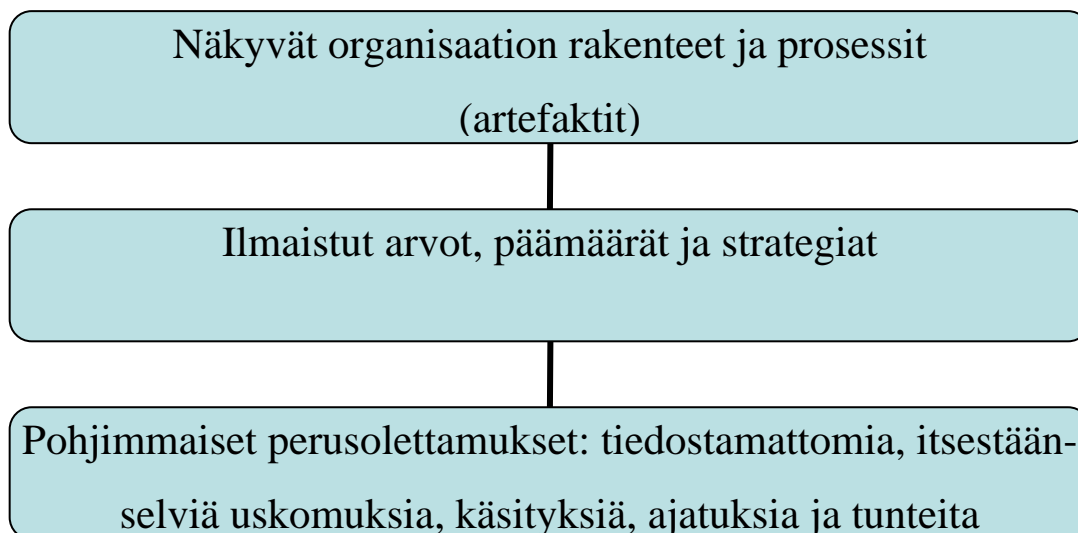 Näkyvät organisaation rakenteet ja prosessit
(artefaktit)
Ilmaistut arvot, päämäärät ja strategiat
Pohjimmaiset perusolettamukset: tiedostamattomia, itsestään-
selviä uskomuksia, käsityksiä, ajatuksia ja tunteita